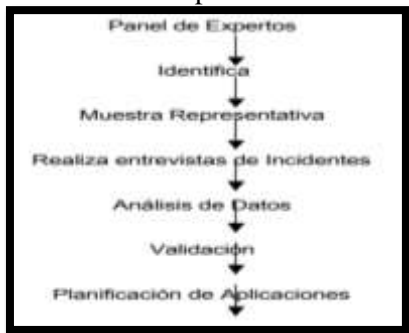 Panel de Expertos
Identifica
Muestra Representativa
Realiza entrevistas de Incidentes
Análisis de Datos
Validación
Planificación de Aplicaciones